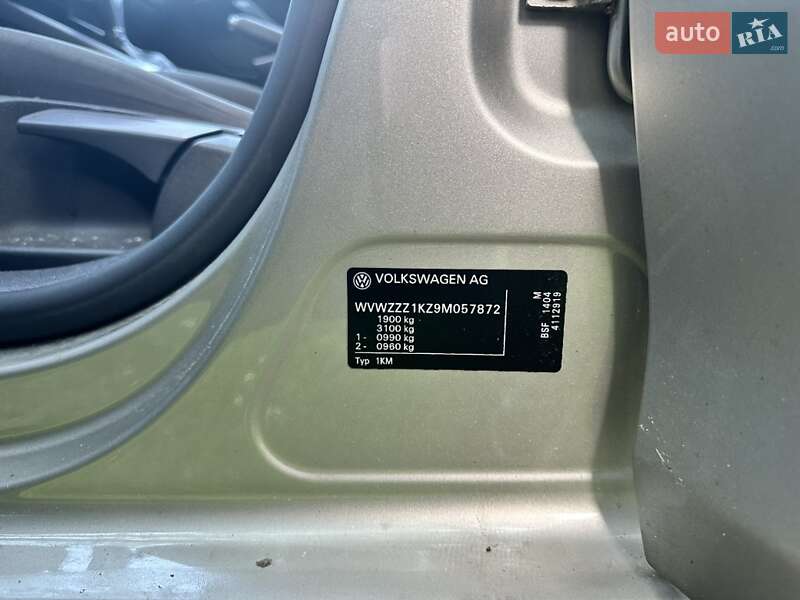 auto RIA
.com
VOLKSWAGEN AG
WVWZZZ1KZ9M057872
1900 kg
3100 kg
1 - 0990 kg
2 - 0960 kg
Typ 1KM
M
BSF 1404
4112919